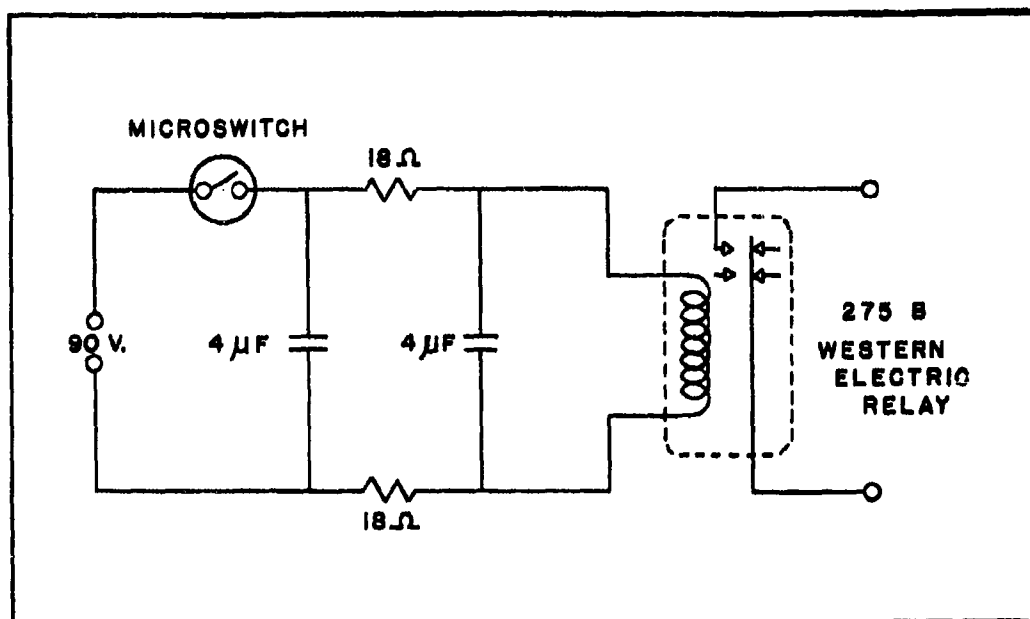 MICROSWITCH
18 Ω
90 V.
4 µF
4 µF
18 Ω
275 B
WESTERN
ELECTRIC
RELAY